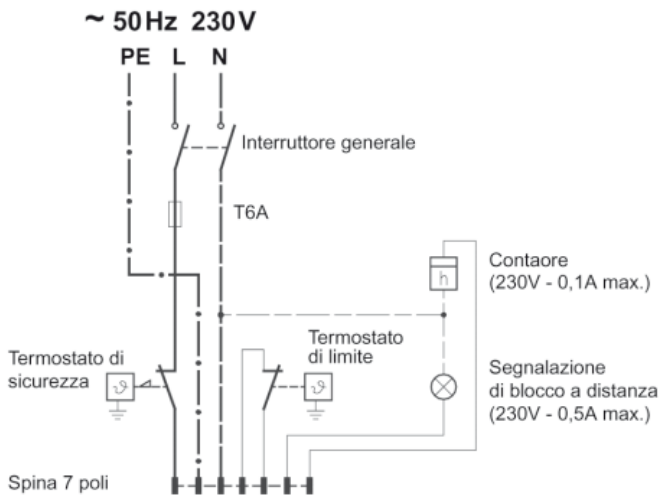 ~ 50 Hz 230 V
PE L N
Interruttore generale
T6A
h
Contaore
(230V - 0,1A max.)
Termostato
di limite
Termostato di
sicurezza
ϑ
ϑ
Segnalazione
di blocco a distanza
(230V - 0,5A max.)
Spina 7 poli